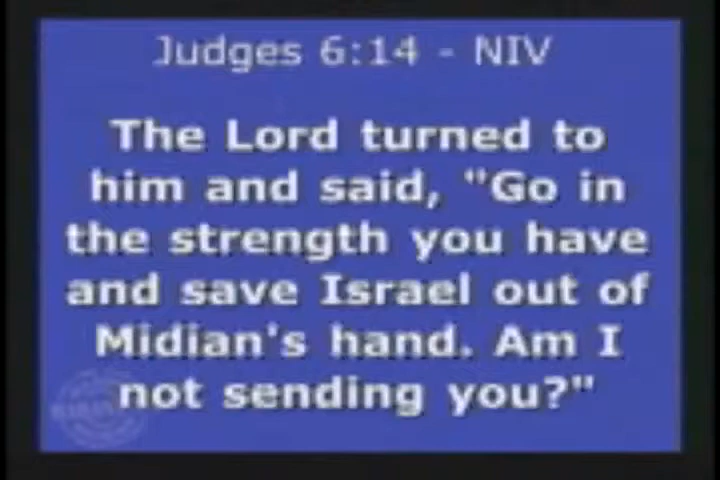 Judges 6:14 - NIV
The Lord turned to
him and said, "Go in
the strength you have
and save Israel out of
Midian's hand. Am I
not sending you?"